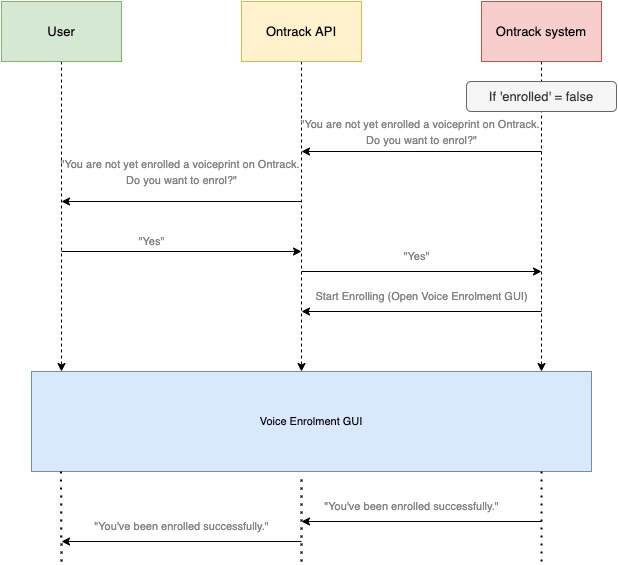 User
Ontrack API
Ontrack system
If 'enrolled' = false
"You are not yet enrolled a voiceprint on Ontrack.
Do you want to enrol?"
"You are not yet enrolled a voiceprint on Ontrack.
Do you want to enrol?"
"Yes"
"Yes"
Start Enrolling (Open Voice Enrolment GUI)
Voice Enrolment GUI
"You've been enrolled successfully."
"You've been enrolled successfully."